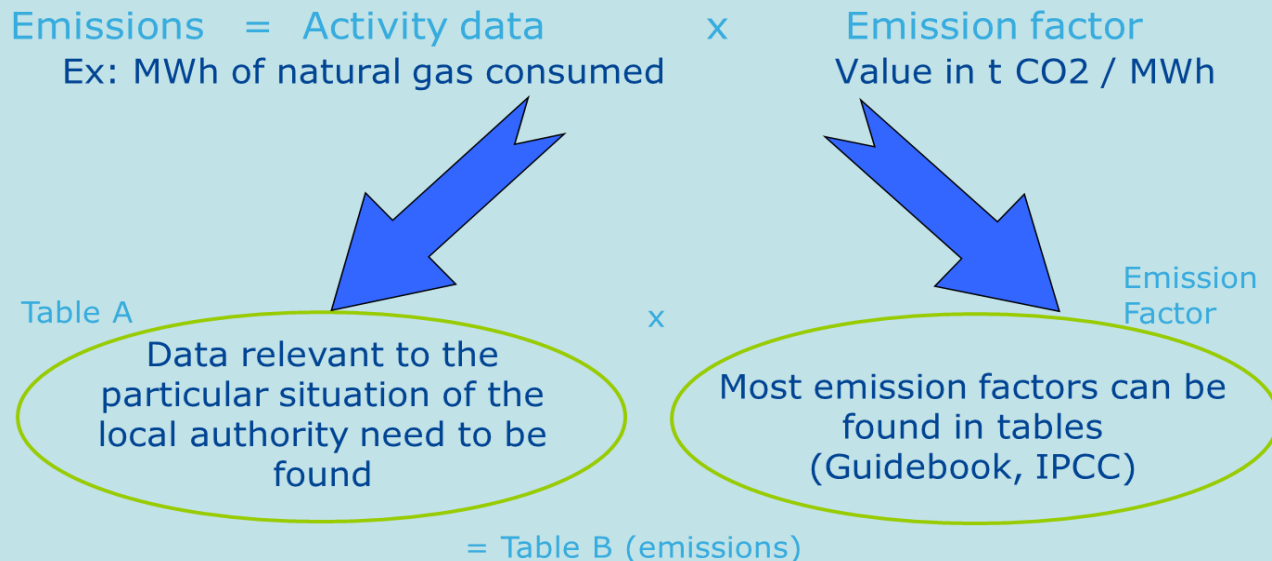 Emissions = Activity data x Emission factor
Ex: MWh of natural gas consumed Value in t CO2 / MWh
Table A x Emission
Factor
Data relevant to the
particular situation of the
local authority need to be
found
Most emission factors can be
found in tables
(Guidebook, IPCC)
= Table B (emissions)